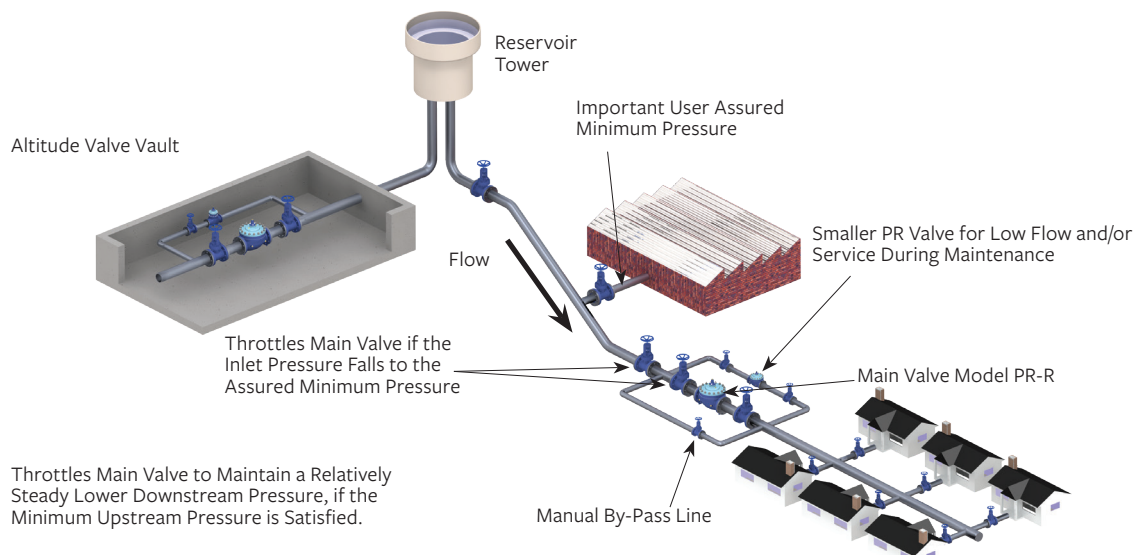 Reservoir
Tower
Important User Assured
Minimum Pressure
Altitude Valve Vault
Smaller PR Valve for Low Flow and/or
Service During Maintenance
Flow
Throttles Main Valve if the
Inlet Pressure Falls to the
Assured Minimum Pressure
Main Valve Model PR-R
Throttles Main Valve to Maintain a Relatively
Steady Lower Downstream Pressure, if the
Minimum Upstream Pressure is Satisfied.
Manual By-Pass Line